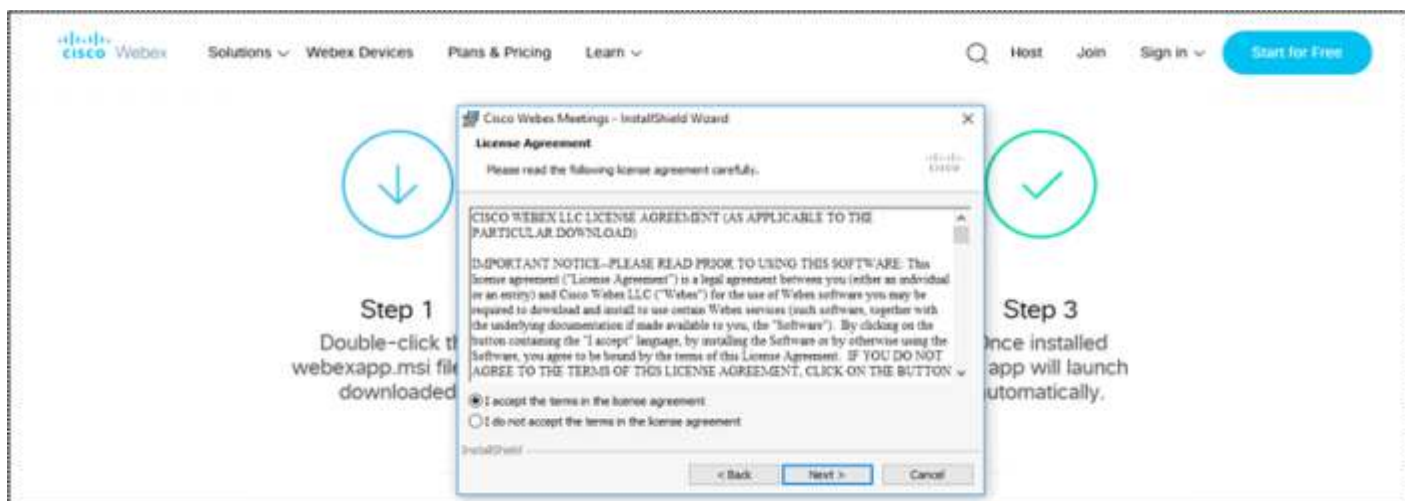 CISCO Webex
Solutions
Webex Devices
Plans & Pricing
Learn
Host
Join
Sign in
Start for Free
Cisco Webex Meetings - InstallShield Wizard
License Agreement
Please read the following license agreement carefully.
CISCO
CISCO WEBEX LLC LICENSE AGREEMENT (AS APPLICABLE TO THE
PARTICULAR DOWNLOAD)
IMPORTANT NOTICE--PLEASE READ PRIOR TO USING THIS SOFTWARE: This
license agreement ("License Agreement") is a legal agreement between you (either an individual
or an entity) and Cisco Webex LLC ("Webex") for the use of Webex software you may be
required to download and install to use certain Webex services (such software, together with
the underlying documentation if made available to you, the "Software"). By clicking on the
button containing the "I accept" language, by installing the Software or by otherwise using the
Software, you agree to be bound by the terms of this License Agreement. IF YOU DO NOT
AGREE TO THE TERMS OF THIS LICENSE AGREEMENT, CLICK ON THE BUTTON
I accept the terms in the license agreement
I do not accept the terms in the license agreement
InstallShield
< Back
Next >
Cancel
Step 1
Double-click th
webexapp.msi file
downloaded
Step 3
Once installed
app will launch
automatically.